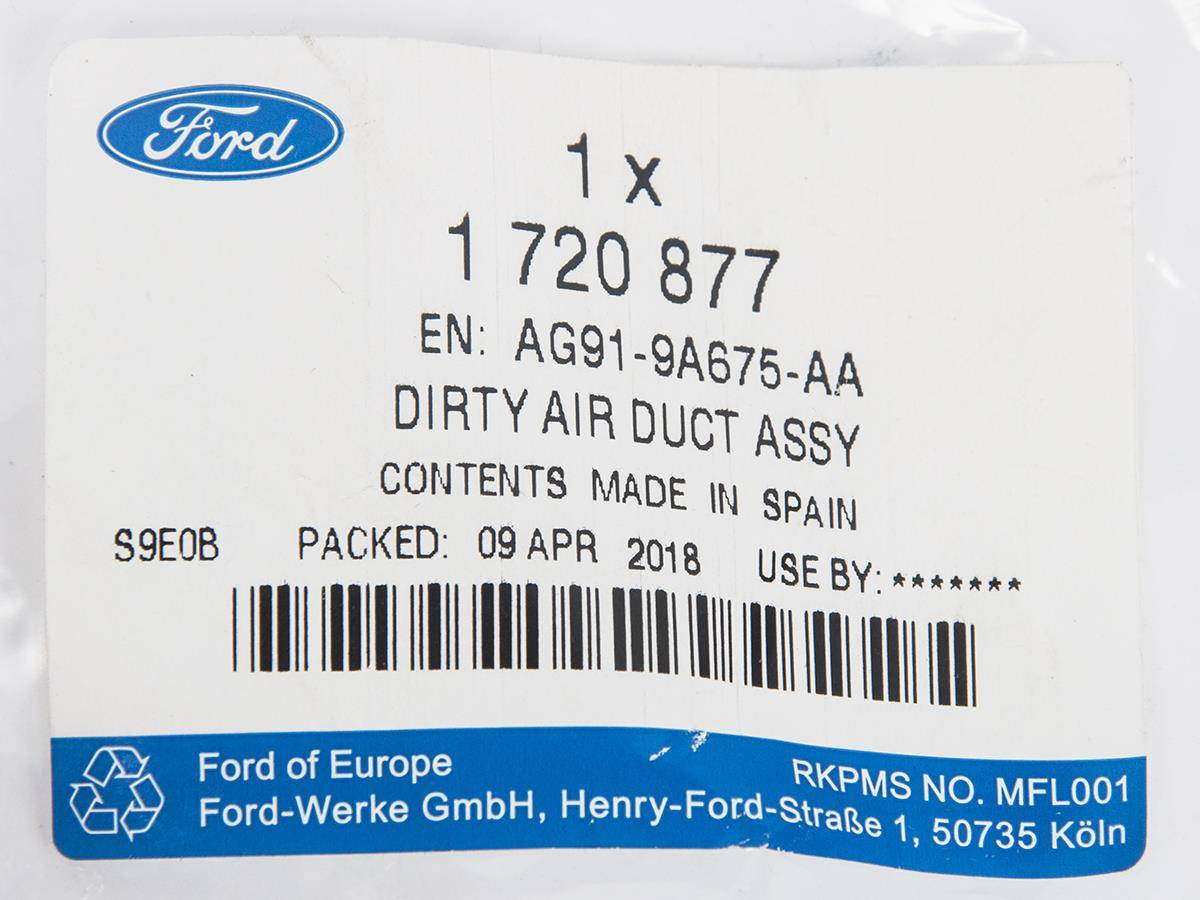 Ford
1 x
1 720 877
EN: AG91-9A675-AA
DIRTY AIR DUCT ASSY
CONTENTS MADE IN SPAIN
S9E0B PACKED: 09 APR 2018 USE BY: *******
Ford of Europe
Ford-Werke GmbH, Henry-Ford-Straße 1, 50735 Köln
RKPMS NO. MFL001